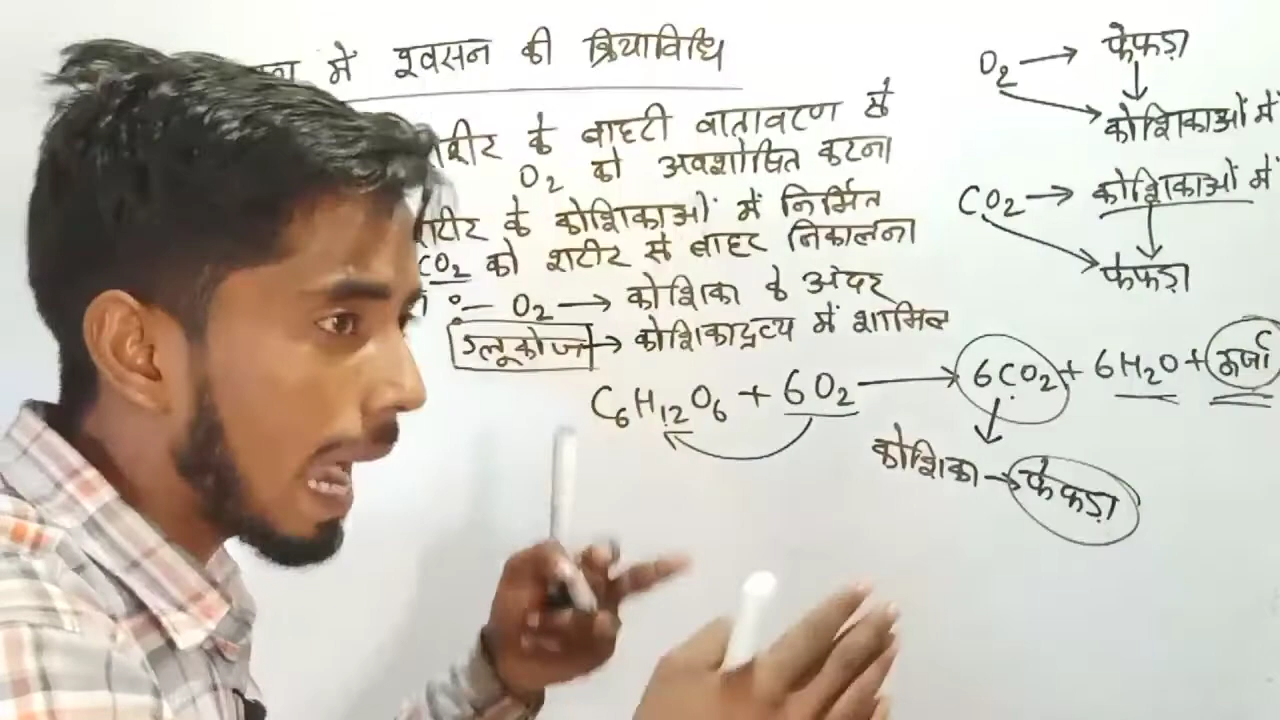 में श्वसन की क्रियाविधि
शरीर के बाहरी वातावरण से
O₂ को अवशोषित करना
शरीर के कोशिकाओं में निर्मित
CO₂ को शरीर से बाहर निकालना
O₂ → कोशिका के अंदर
ग्लूकोज → कोशिकाद्रव्य में शामिल
C₆H₁₂O₆ + 6O₂ → 6CO₂ + 6H₂O + ऊर्जा
कोशिका → फेफड़ा
O₂ → फेफड़ा
कोशिकाओं में
CO₂ → कोशिकाओं में
फेफड़ा